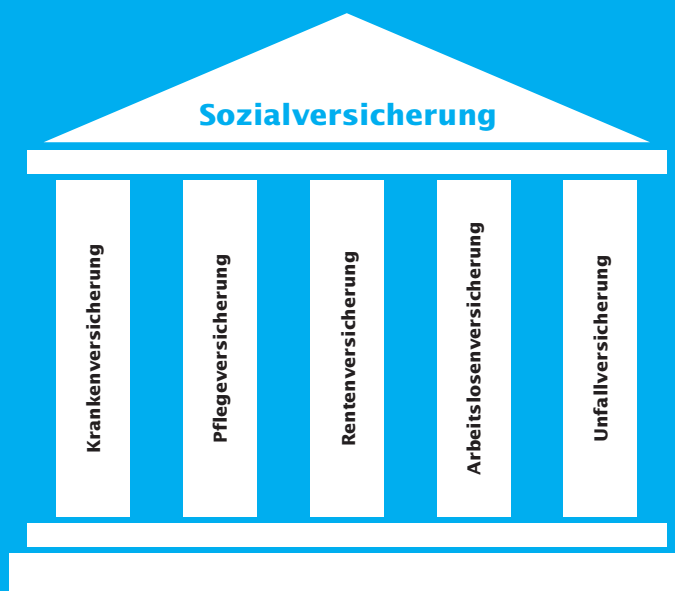 Sozialversicherung
Krankenversicherung
Pflegeversicherung
Rentenversicherung
Arbeitslosenversicherung
Unfallversicherung